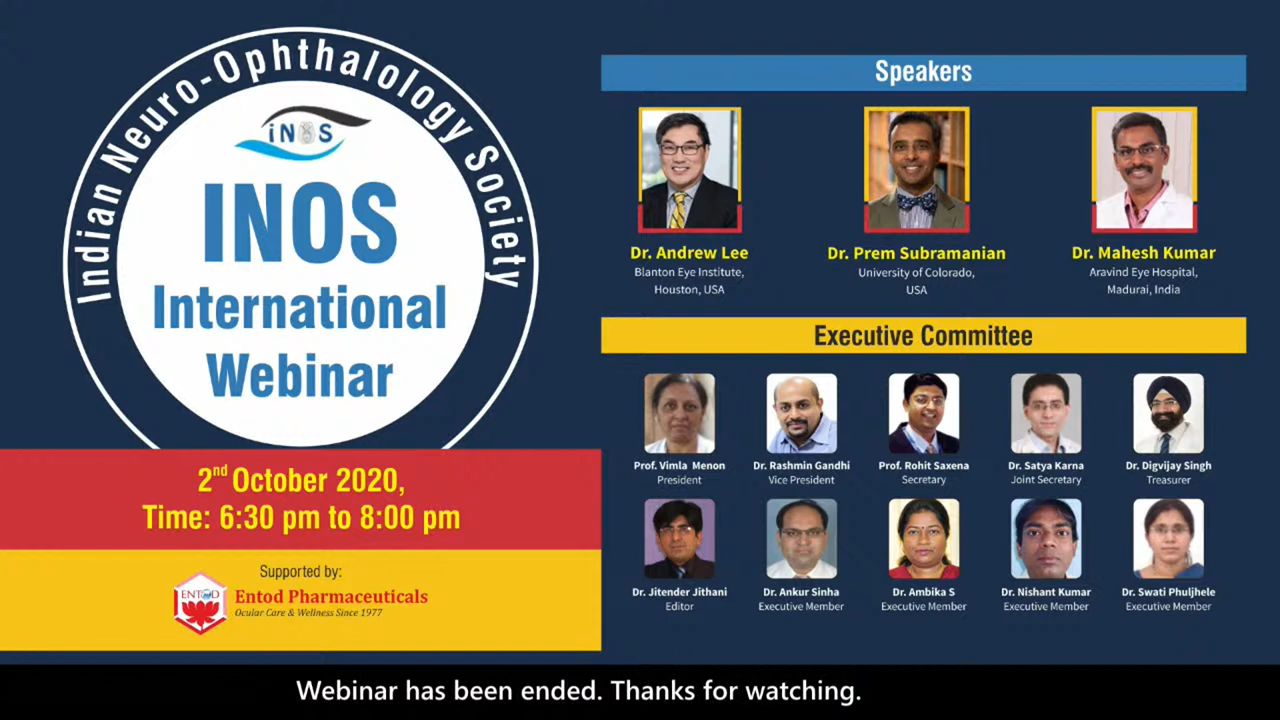 Indian Neuro-Ophthalology Society
iNOS
INOS
International
Webinar
2nd October 2020,
Time: 6:30 pm to 8:00 pm
Supported by:
ENTOD
Entod Pharmaceuticals
Ocular Care & Wellness Since 1977
Speakers
Dr. Andrew Lee
Blanton Eye Institute,
Houston, USA
Dr. Prem Subramanian
University of Colorado,
USA
Dr. Mahesh Kumar
Aravind Eye Hospital,
Madurai, India
Executive Committee
Prof. Vimla Menon
President
Dr. Rashmin Gandhi
Vice President
Prof. Rohit Saxena
Secretary
Dr. Satya Karna
Joint Secretary
Dr. Digvijay Singh
Treasurer
Dr. Jitender Jithani
Editor
Dr. Ankur Sinha
Executive Member
Dr. Ambika S
Executive Member
Dr. Nishant Kumar
Executive Member
Dr. Swati Phuljhele
Executive Member
Webinar has been ended. Thanks for watching.